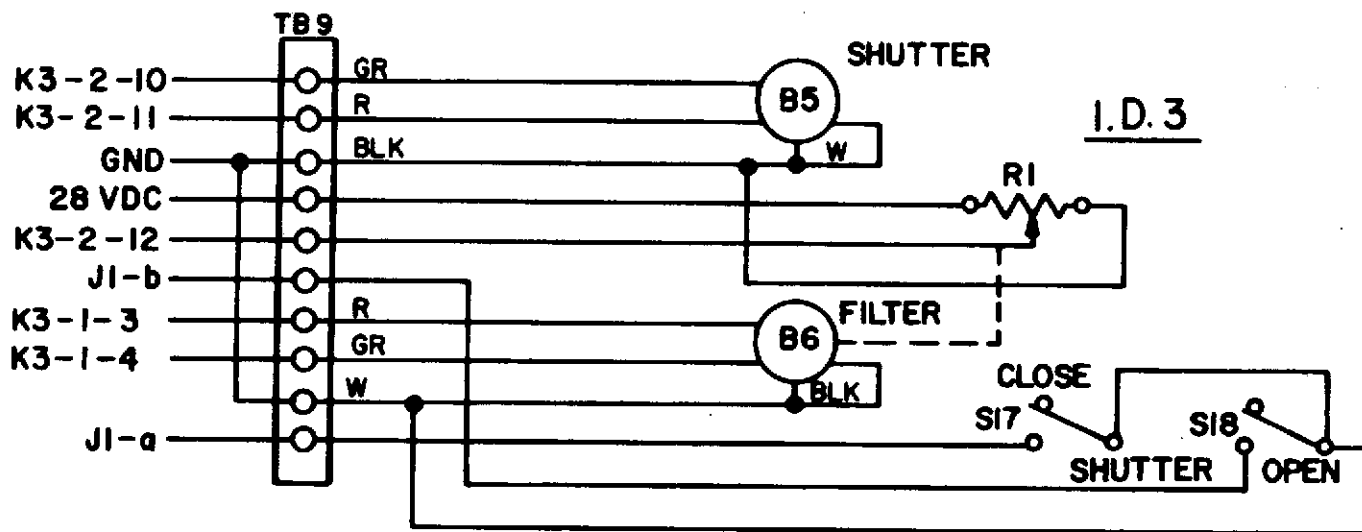 TB9
K3-2-10
GR
SHUTTER
B5
K3-2-11
R
I.D.3
GND
BLK
W
28 VDC
R1
K3-2-12
J1-b
K3-1-3
R
FILTER
B6
K3-1-4
GR
CLOSE
W
BLK
S17
S18
J1-a
SHUTTER
OPEN